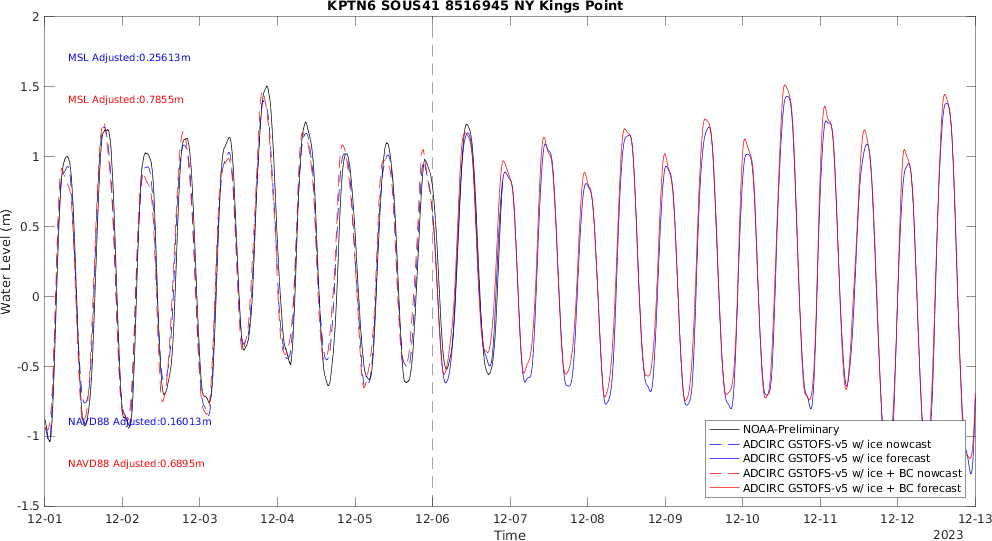 KPTN6 SOUS41 8516945 NY Kings Point
2
1.5
1
0.5
0
-0.5
-1
-1.5
Water Level (m)
MSL Adjusted:0.25613m
MSL Adjusted:0.7855m
NAVD88 Adjusted:0.16013m
NAVD88 Adjusted:0.6895m
NOAA-Preliminary
ADCIRC GSTOFS-v5 w/ ice nowcast
ADCIRC GSTOFS-v5 w/ ice forecast
ADCIRC GSTOFS-v5 w/ ice + BC nowcast
ADCIRC GSTOFS-v5 w/ ice + BC forecast
12-01 12-02 12-03 12-04 12-05 12-06 12-07 12-08 12-09 12-10 12-11 12-12 12-13
Time
2023